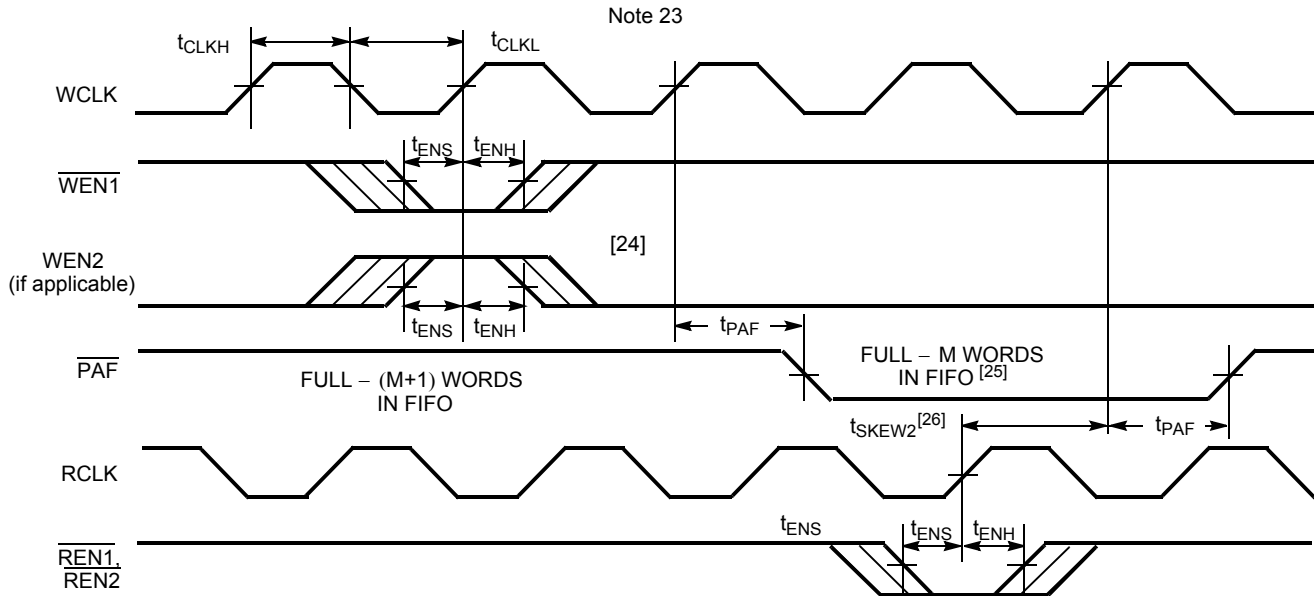 Note 23
tCLKH
tCLKL
WCLK
tENS
tENH
WEN1
WEN2
(if applicable)
[24]
tENS
tENH
tPAF
PAF
FULL – (M+1) WORDS
IN FIFO
FULL – M WORDS
IN FIFO [25]
tSKEW2[26]
tPAF
RCLK
tENS
tENS
tENH
REN1,
REN2